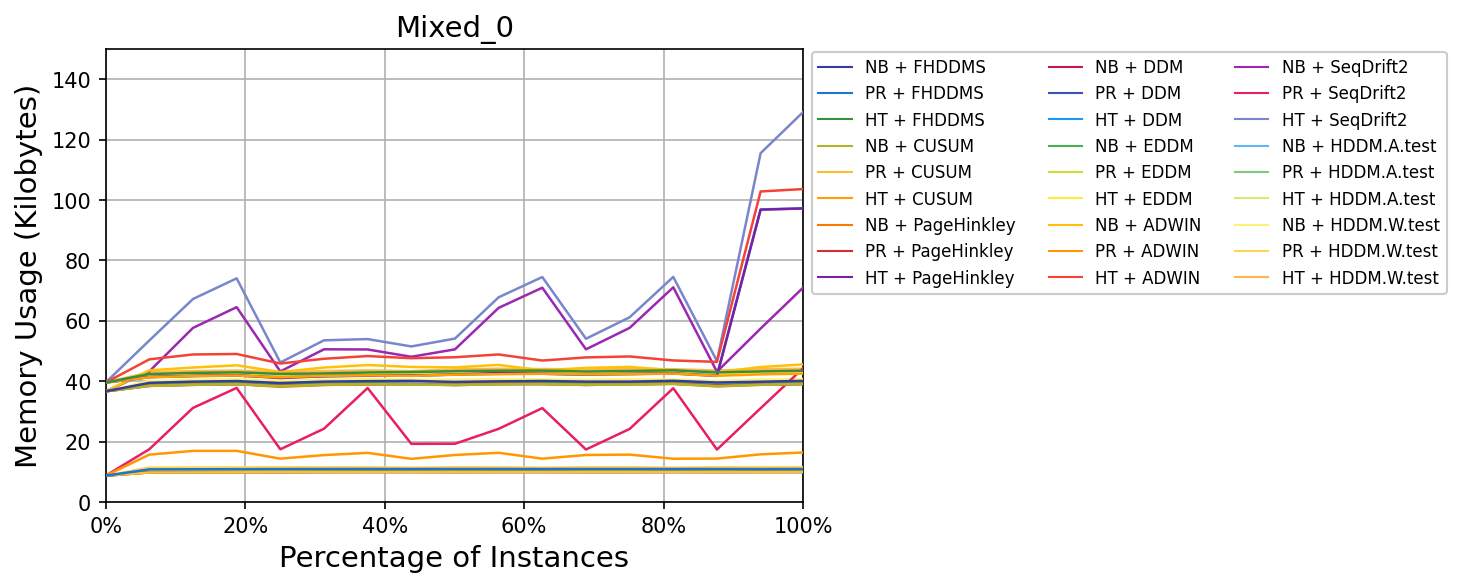 Mixed_0
Memory Usage (Kilobytes)
140
120
100
80
60
40
20
0
0%
20%
40%
60%
80%
100%
Percentage of Instances
NB + FHDDMS
PR + FHDDMS
HT + FHDDMS
NB + CUSUM
PR + CUSUM
HT + CUSUM
NB + PageHinkley
PR + PageHinkley
HT + PageHinkley
NB + DDM
PR + DDM
HT + DDM
NB + EDDM
PR + EDDM
HT + EDDM
NB + ADWIN
PR + ADWIN
HT + ADWIN
NB + SeqDrift2
PR + SeqDrift2
HT + SeqDrift2
NB + HDDM.A.test
PR + HDDM.A.test
HT + HDDM.A.test
NB + HDDM.W.test
PR + HDDM.W.test
HT + HDDM.W.test